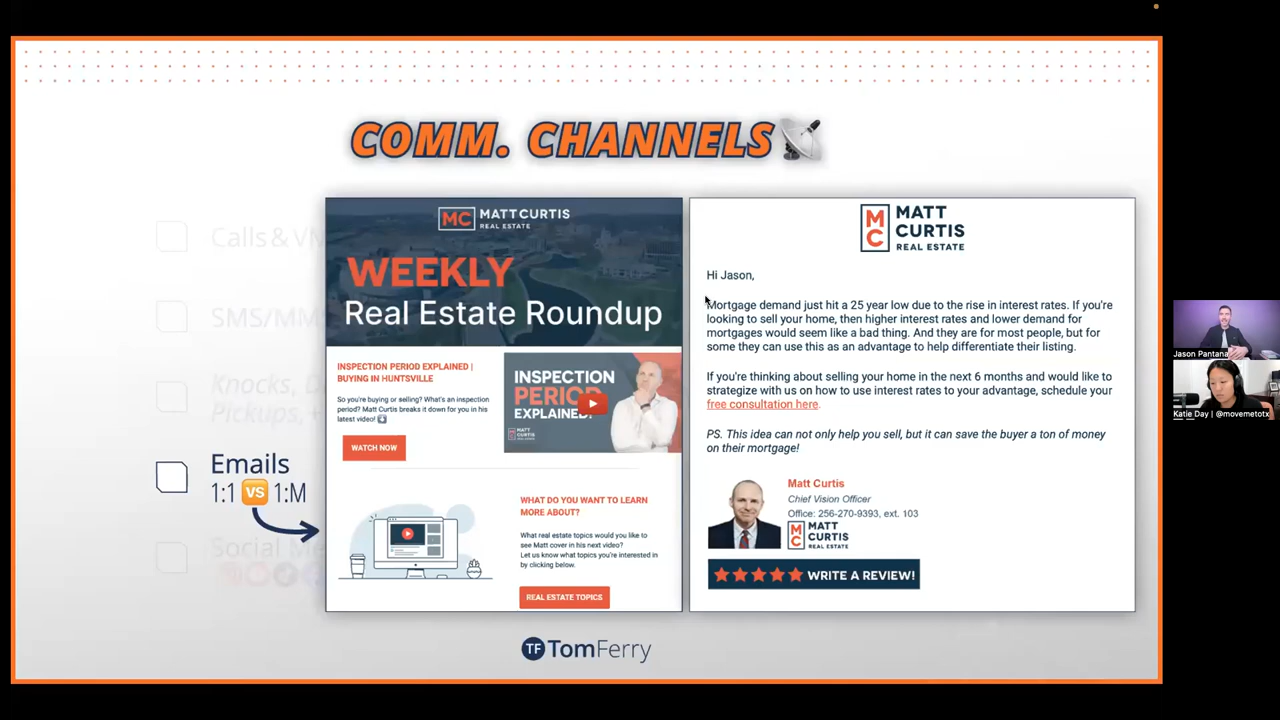 COMM. CHANNELS
Calls & VM
SMS/MM
Knocks, D
Pickups, +
Emails
1:1 VS 1:M
Social
MC MATT CURTIS
REAL ESTATE
WEEKLY
Real Estate Roundup
INSPECTION PERIOD EXPLAINED |
BUYING IN HUNTSVILLE
So you're buying or selling? What's an inspection
period? Matt Curtis breaks it down for you in his
latest video!
WATCH NOW
INSPECTION
PERIOD
EXPLAINED
MATT CURTIS
WHAT DO YOU WANT TO LEARN
MORE ABOUT?
What real estate topics would you like to
see Matt cover in his next video?
Let us know what topics you're interested in
by clicking below.
REAL ESTATE TOPICS
MC
MATT
CURTIS
REAL ESTATE
Hi Jason,
Mortgage demand just hit a 25 year low due to the rise in interest rates. If you're
looking to sell your home, then higher interest rates and lower demand for
mortgages would seem like a bad thing. And they are for most people, but for
some they can use this as an advantage to help differentiate their listing.
If you're thinking about selling your home in the next 6 months and would like to
strategize with us on how to use interest rates to your advantage, schedule your
free consultation here.
PS. This idea can not only help you sell, but it can save the buyer a ton of money
on their mortgage!
Matt Curtis
Chief Vision Officer
Office: 256-270-9393, ext. 103
MC
MATT
CURTIS
REAL ESTATE
WRITE A REVIEW!
TF TomFerry
Jason Pantana
Katie Day | @movemetotx